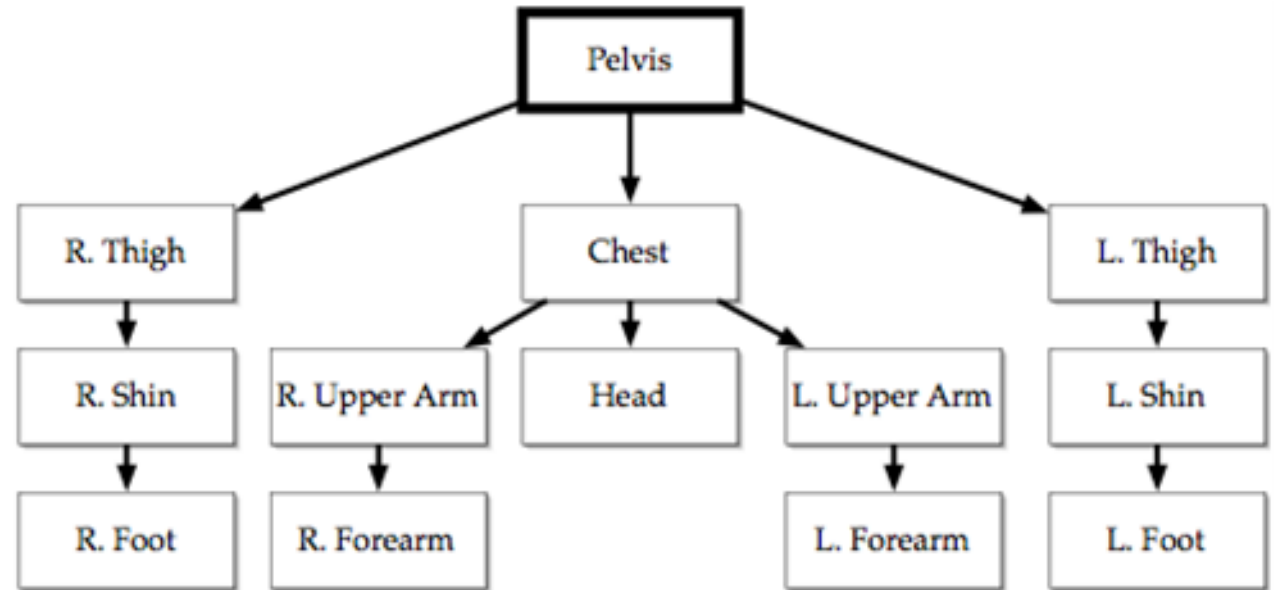 Pelvis
R. Thigh
Chest
L. Thigh
R. Shin
R. Upper Arm
Head
L. Upper Arm
L. Shin
R. Foot
R. Forearm
L. Forearm
L. Foot